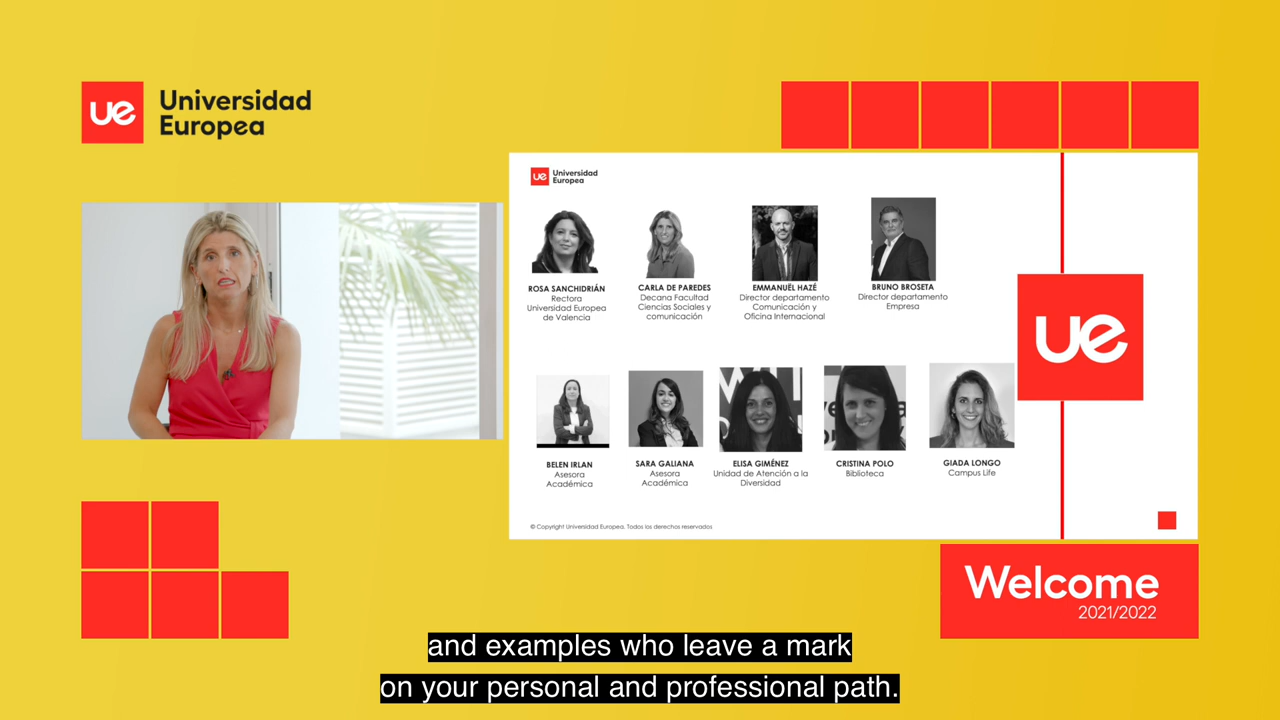 ue
Universidad
Europea
ue
Universidad
Europea
ROSA SANCHIDRIÁN
Rectora
Universidad Europea
de Valencia
CARLA DE PAREDES
Decana Facultad
Ciencias Sociales y
comunicación
EMMANUËL HAZÉ
Director departamento
Comunicación y
Oficina Internacional
BRUNO BROSETA
Director departamento
Empresa
ue
BELEN IRLAN
Asesora
Académica
SARA GALIANA
Asesora
Académica
ELISA GIMÉNEZ
Unidad de Atención a la
Diversidad
CRISTINA POLO
Biblioteca
GIADA LONGO
Campus Life
© Copyright Universidad Europea. Todos los derechos reservados
Welcome
2021/2022
and examples who leave a mark
on your personal and professional path.